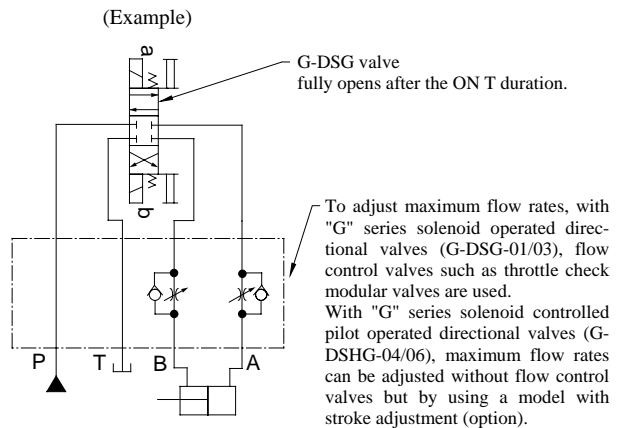 (Example)
a
G-DSG valve
fully opens after the ON T duration.
b
To adjust maximum flow rates, with
"G" series solenoid operated direc-
tional valves (G-DSG-01/03), flow
control valves such as throttle check
modular valves are used.
With "G" series solenoid controlled
pilot operated directional valves (G-
DSHG-04/06), maximum flow rates
can be adjusted without flow control
valves but by using a model with
stroke adjustment (option).
P T B A